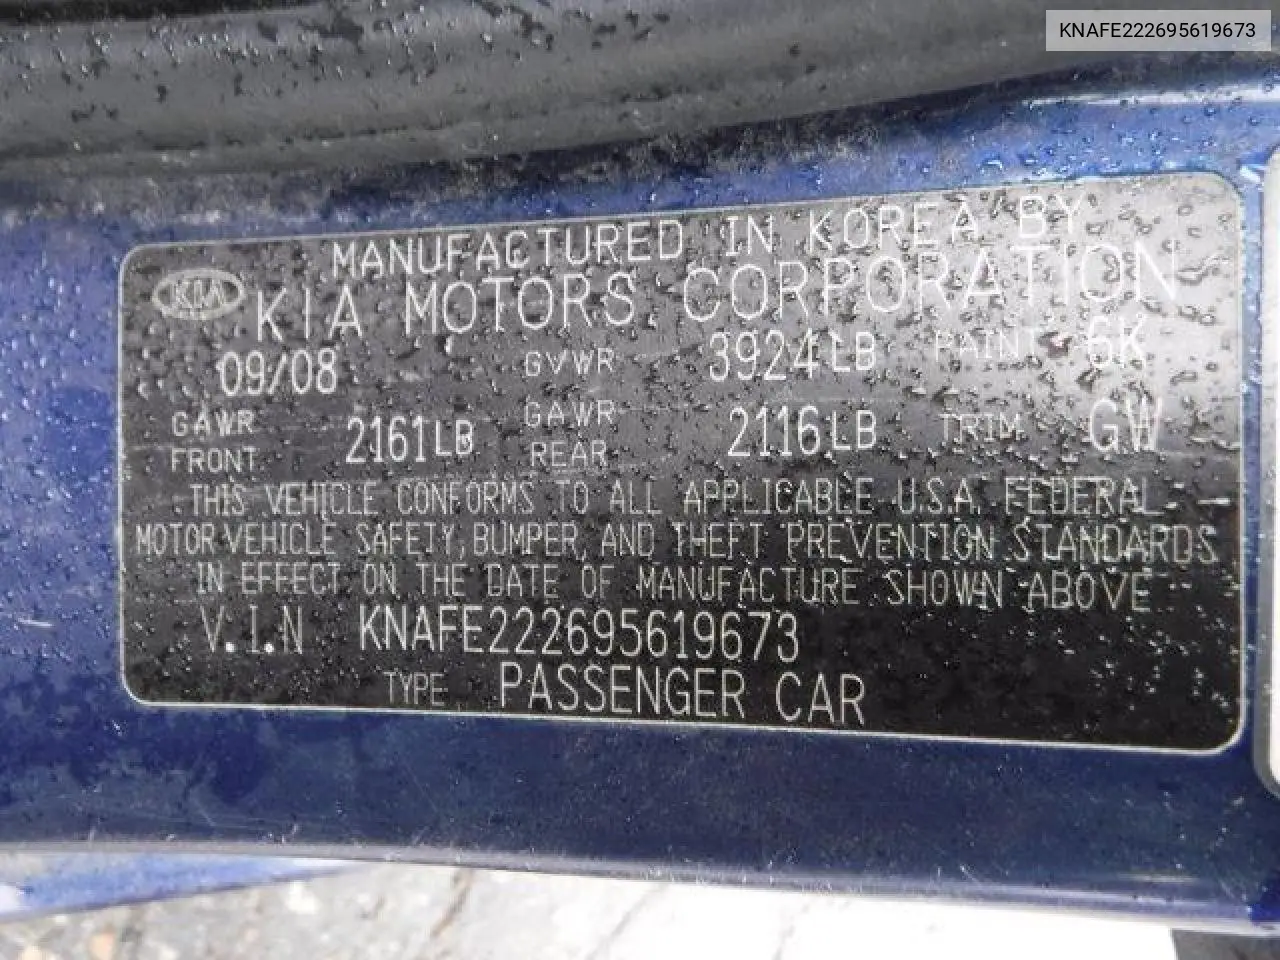 KNAFE222695619673
MANUFACTURED IN KOREA BY
KIA KIA MOTORS CORPORATION
09/08 GVWR 3924LB PAINT 6K
GAWR FRONT 2161LB GAWR REAR 2116LB TRIM GW
THIS VEHICLE CONFORMS TO ALL APPLICABLE U.S.A. FEDERAL
MOTOR VEHICLE SAFETY, BUMPER, AND THEFT PREVENTION STANDARDS
IN EFFECT ON THE DATE OF MANUFACTURE SHOWN ABOVE
V.I.N KNAFE222695619673
TYPE PASSENGER CAR